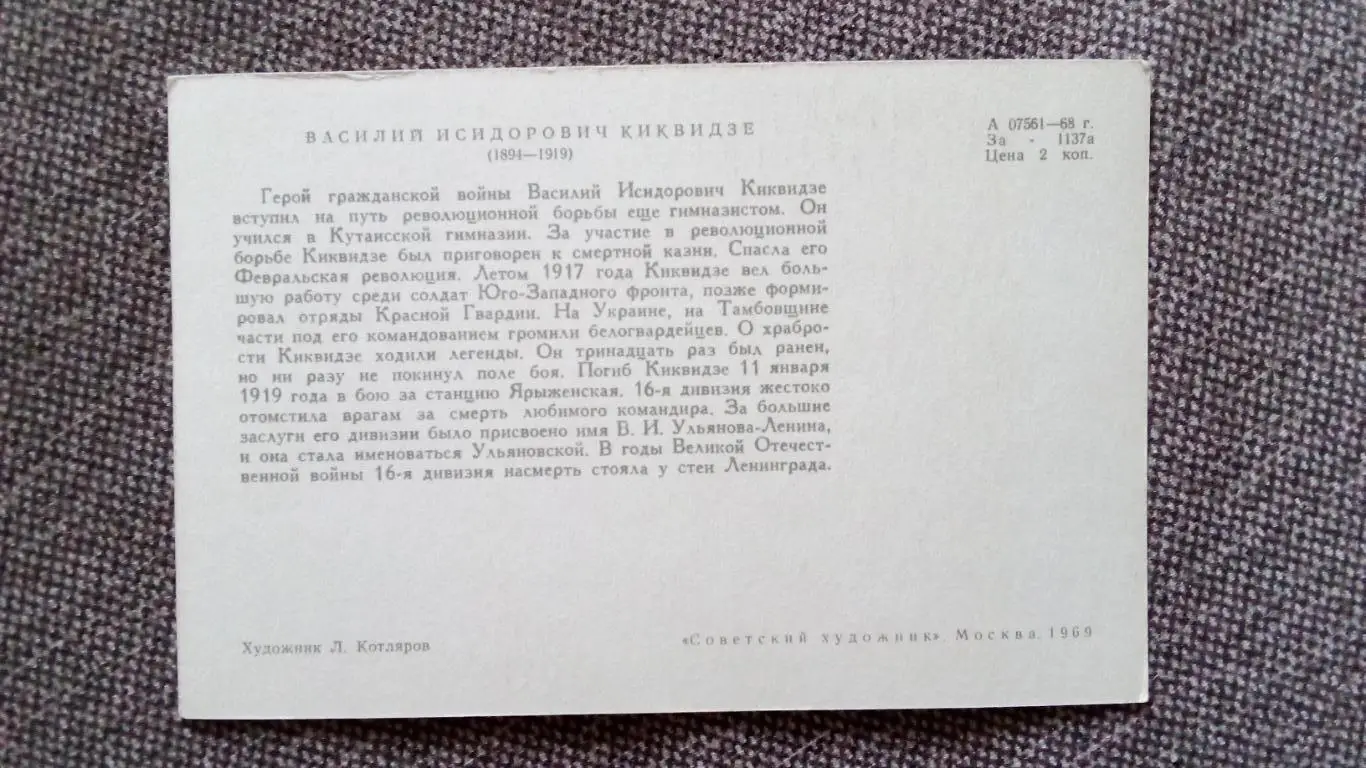 ВАСИЛИЙ ИСИДОРОВИЧ КИКВИДЗЕ
(1894—1919)
А 07561—68 г.
За - 1137а
Цена 2 коп.
Герой гражданской войны Василий Исидорович Киквидзе
вступил на путь революционной борьбы еще гимназистом. Он
учился в Кутаисской гимназии. За участие в революционной
борьбе Киквидзе был приговорен к смертной казни. Спасла его
Февральская революция. Летом 1917 года Киквидзе вел боль-
шую работу среди солдат Юго-Западного фронта, позже форми-
ровал отряды Красной Гвардии. На Украине, на Тамбовщине
части под его командованием громили белогвардейцев. О храбро-
сти Киквидзе ходили легенды. Он тринадцать раз был ранен,
но ни разу не покинул поле боя. Погиб Киквидзе 11 января
1919 года в бою за станцию Ярыженская. 16-я дивизия жестоко
отомстила врагам за смерть любимого командира. За большие
заслуги его дивизии было присвоено имя В. И. Ульянова-Ленина,
и она стала именоваться Ульяновской. В годы Великой Отечест-
венной войны 16-я дивизия насмерть стояла у стен Ленинграда.
Художник Л. Котляров
«Советский художник». Москва. 1969